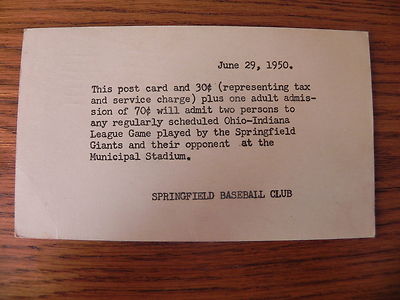 June 29, 1950.
This post card and 30¢ (representing tax
and service charge) plus one adult admis-
sion of 70¢ will admit two persons to
any regularly scheduled Ohio-Indiana
League Game played by the Springfield
Giants and their opponent at the
Municipal Stadium.
SPRINGFIELD BASEBALL CLUB